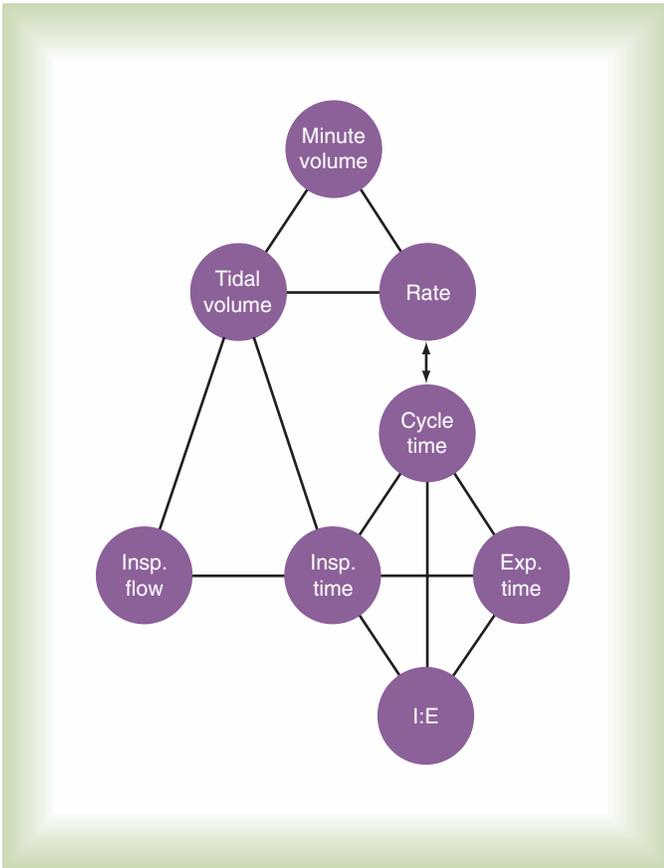 Minute
volume
Tidal
volume
Rate
Cycle
time
Insp.
flow
Insp.
time
Exp.
time
I:E